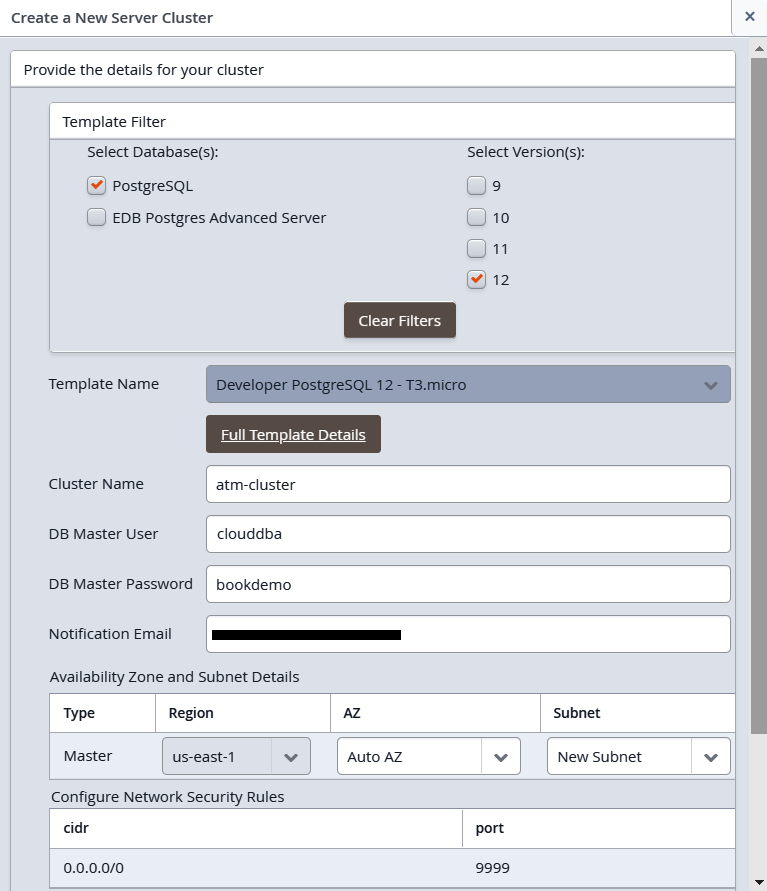 Create a New Server Cluster
Provide the details for your cluster
Template Filter
Select Database(s): Select Version(s):
PostgreSQL 9
EDB Postgres Advanced Server 10
11
12
Clear Filters
Template Name Developer PostgreSQL 12 - T3.micro
Full Template Details
Cluster Name atm-cluster
DB Master User clouddba
DB Master Password bookdemo
Notification Email
Availability Zone and Subnet Details
Type Region AZ Subnet
Master us-east-1 Auto AZ New Subnet
Configure Network Security Rules
cidr port
0.0.0.0/0 9999